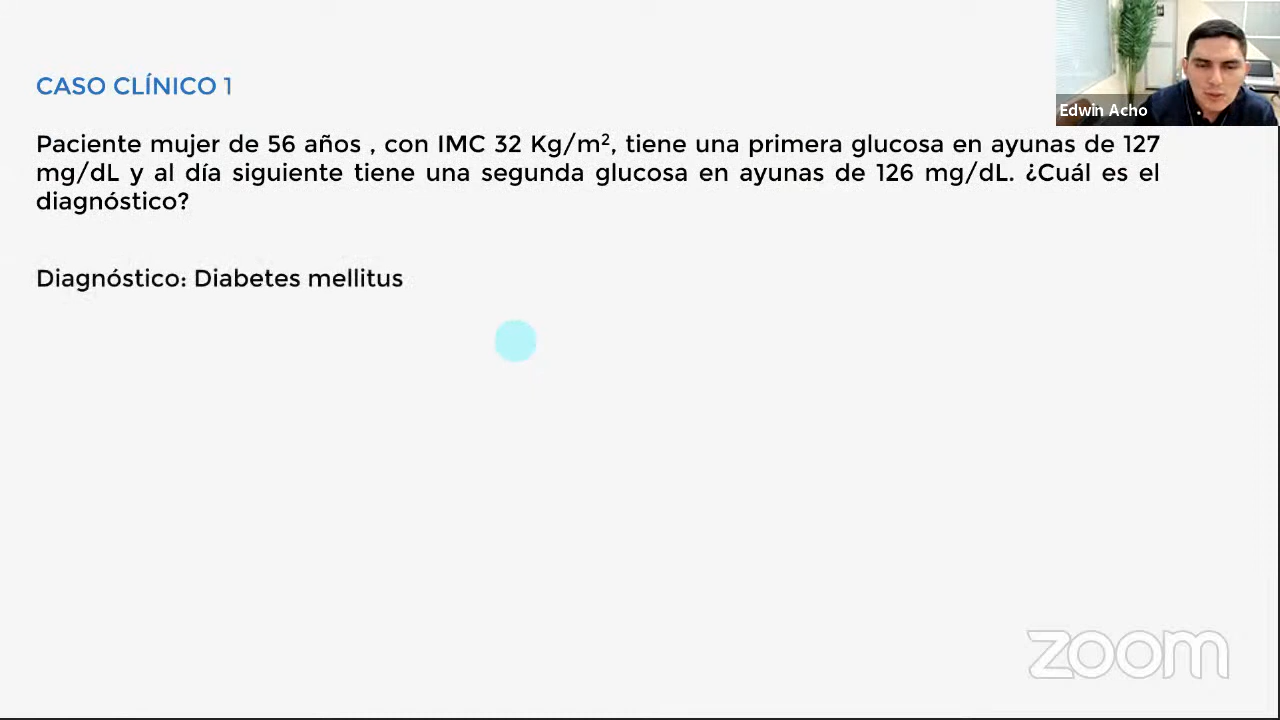 CASO CLÍNICO 1
Edwin Acho
Paciente mujer de 56 años , con IMC 32 Kg/m², tiene una primera glucosa en ayunas de 127
mg/dL y al día siguiente tiene una segunda glucosa en ayunas de 126 mg/dL. ¿Cuál es el
diagnóstico?
Diagnóstico: Diabetes mellitus
zoom